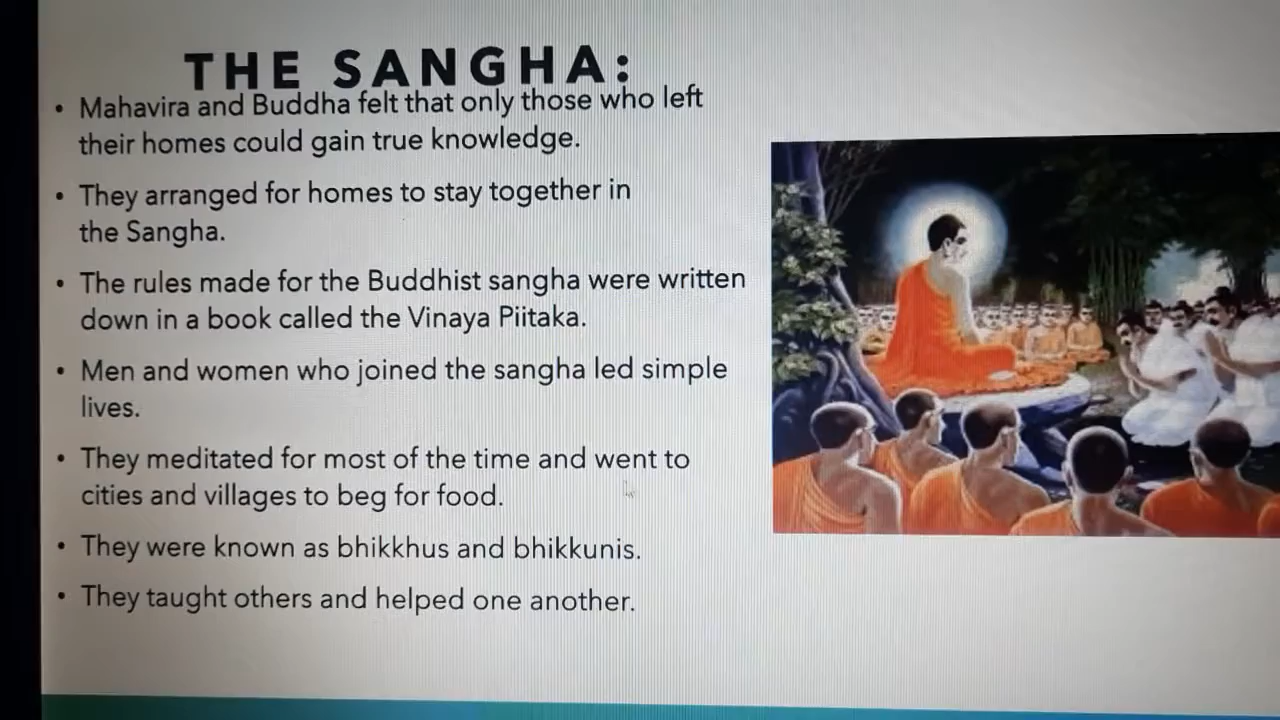 THE SANGHA:
• Mahavira and Buddha felt that only those who left
their homes could gain true knowledge.
• They arranged for homes to stay together in
the Sangha.
• The rules made for the Buddhist sangha were written
down in a book called the Vinaya Piitaka.
• Men and women who joined the sangha led simple
lives.
• They meditated for most of the time and went to
cities and villages to beg for food.
• They were known as bhikkhus and bhikkunis.
• They taught others and helped one another.